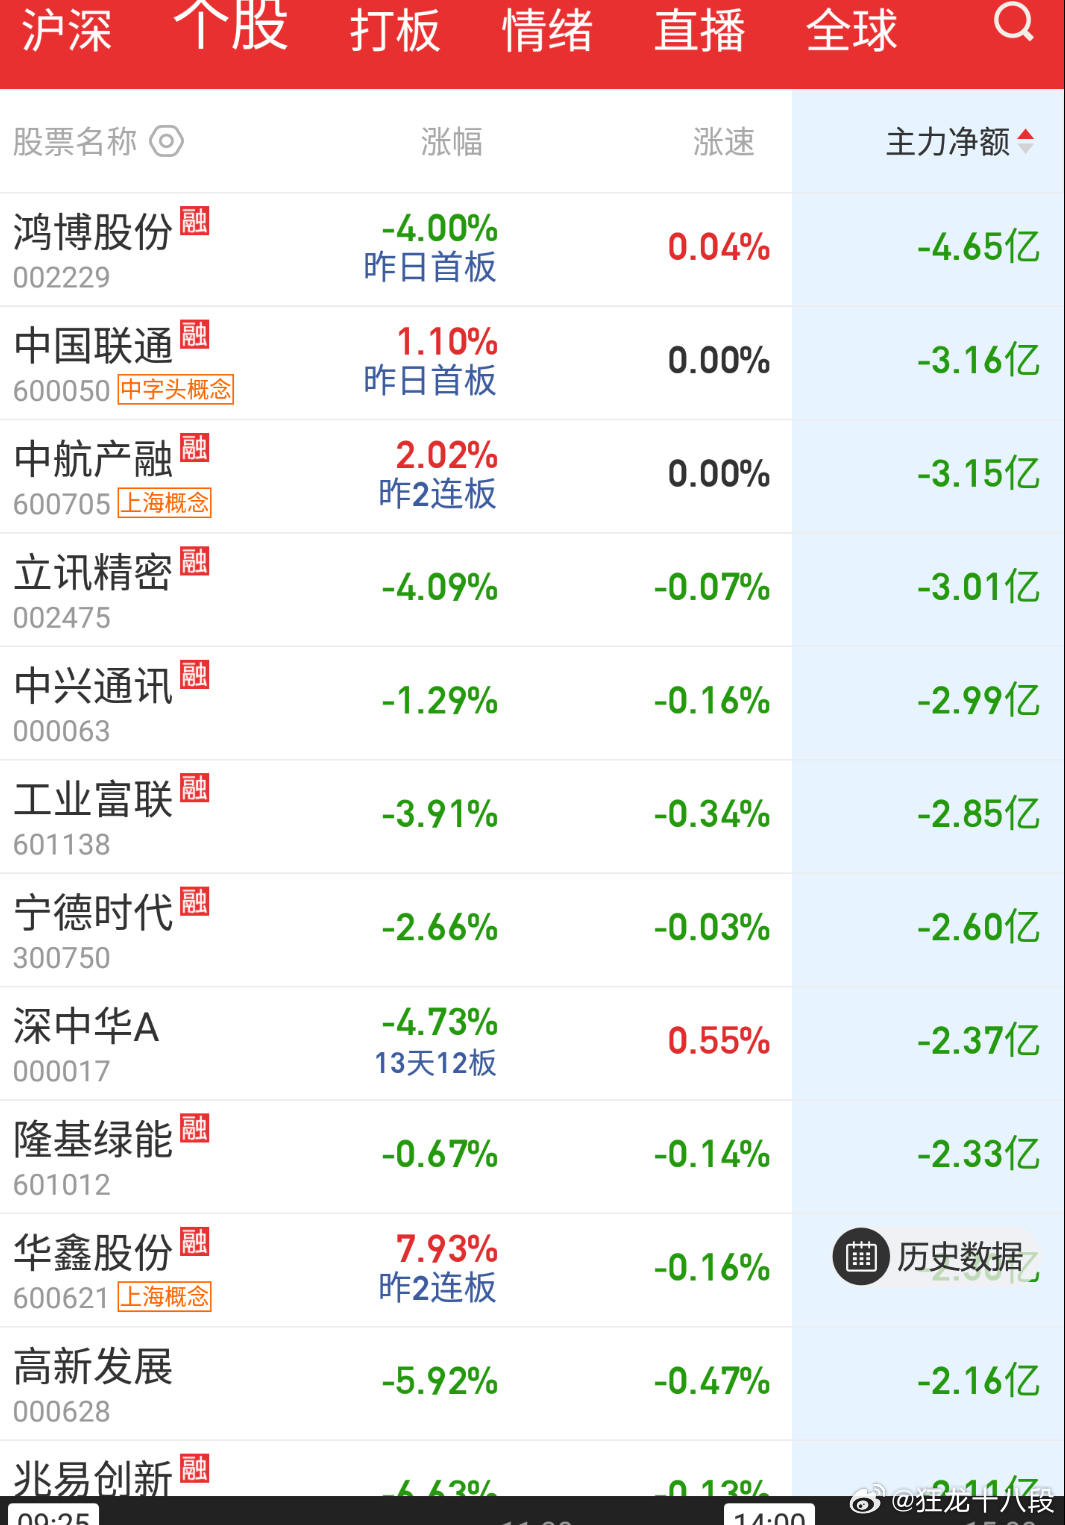 沪深 个股 打板 情绪 直播 全球
股票名称 涨幅 涨速 主力净额
鸿博股份 融 -4.00% 0.04% -4.65亿
002229 昨日首板
中国联通 融 1.10% 0.00% -3.16亿
600050 中字头概念 昨日首板
中航产融 融 2.02% 0.00% -3.15亿
600705 上海概念 昨2连板
立讯精密 融 -4.09% -0.07% -3.01亿
002475
中兴通讯 融 -1.29% -0.16% -2.99亿
000063
工业富联 融 -3.91% -0.34% -2.85亿
601138
宁德时代 融 -2.66% -0.03% -2.60亿
300750
深中华A -4.73% 0.55% -2.37亿
000017 13天12板
隆基绿能 融 -0.67% -0.14% -2.33亿
601012
华鑫股份 融 7.93% -0.16% 历史数据
600621 上海概念 昨2连板
高新发展 -5.92% -0.47% -2.16亿
000628
兆易创新 融 -6.63% -0.13% -2.11亿
@狂龙十八段
09:25 14:00